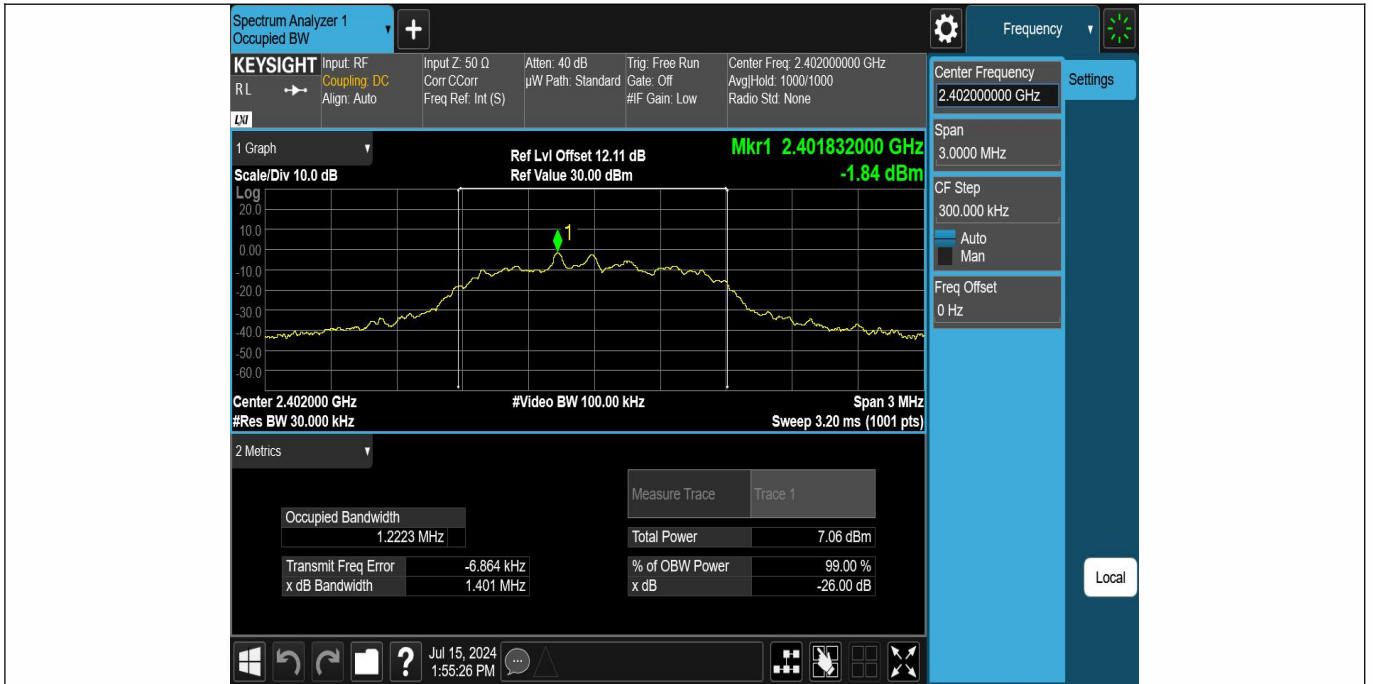 Spectrum Analyzer 1
Occupied BW
+
Frequency
KEYSIGHT
RL
LXI
Input: RF
Coupling: DC
Align: Auto
Input Z: 50 Ω
Corr CCorr
Freq Ref: Int (S)
Atten: 40 dB
µW Path: Standard
Trig: Free Run
Gate: Off
#IF Gain: Low
Center Freq: 2.402000000 GHz
Avg|Hold: 1000/1000
Radio Std: None
Center Frequency
2.402000000 GHz
Settings
Span
3.0000 MHz
CF Step
300.000 kHz
Auto
Man
Freq Offset
0 Hz
Local
1 Graph
Scale/Div 10.0 dB
Ref Lvl Offset 12.11 dB
Ref Value 30.00 dBm
Mkr1 2.401832000 GHz
-1.84 dBm
Log
20.0
10.0
0.00
-10.0
-20.0
-30.0
-40.0
-50.0
-60.0
1
Center 2.402000 GHz
#Res BW 30.000 kHz
#Video BW 100.00 kHz
Span 3 MHz
Sweep 3.20 ms (1001 pts)
2 Metrics
Measure Trace
Trace 1
Occupied Bandwidth
1.2223 MHz
Total Power
7.06 dBm
Transmit Freq Error
-6.864 kHz
% of OBW Power
99.00 %
x dB Bandwidth
1.401 MHz
x dB
-26.00 dB
?
Jul 15, 2024
1:55:26 PM